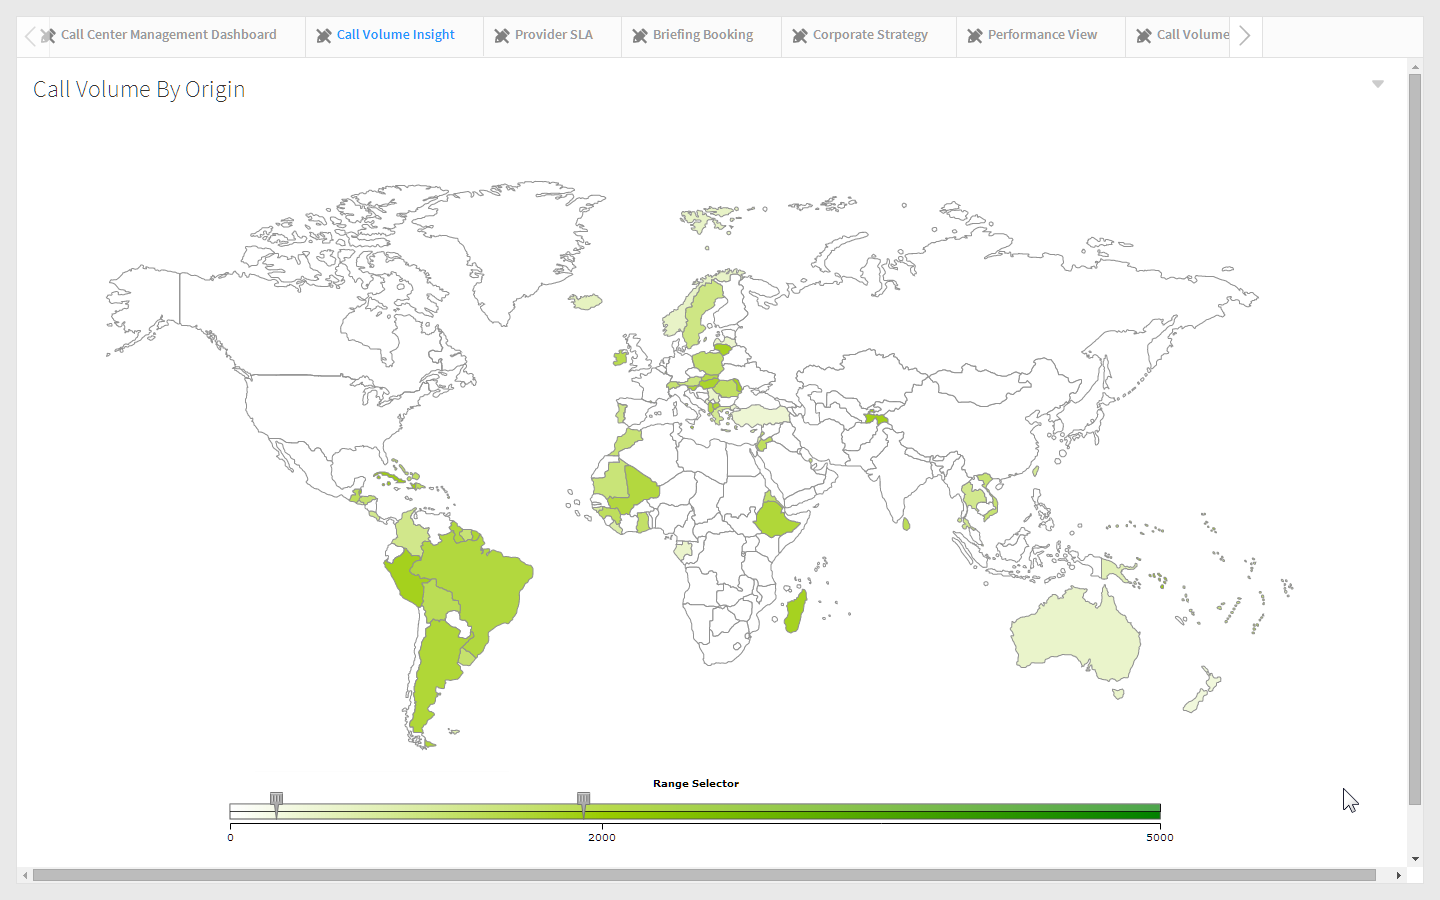 Call Center Management Dashboard
Call Volume Insight
Provider SLA
Briefing Booking
Corporate Strategy
Performance View
Call Volume
Call Volume By Origin
Range Selector
0 2000 5000